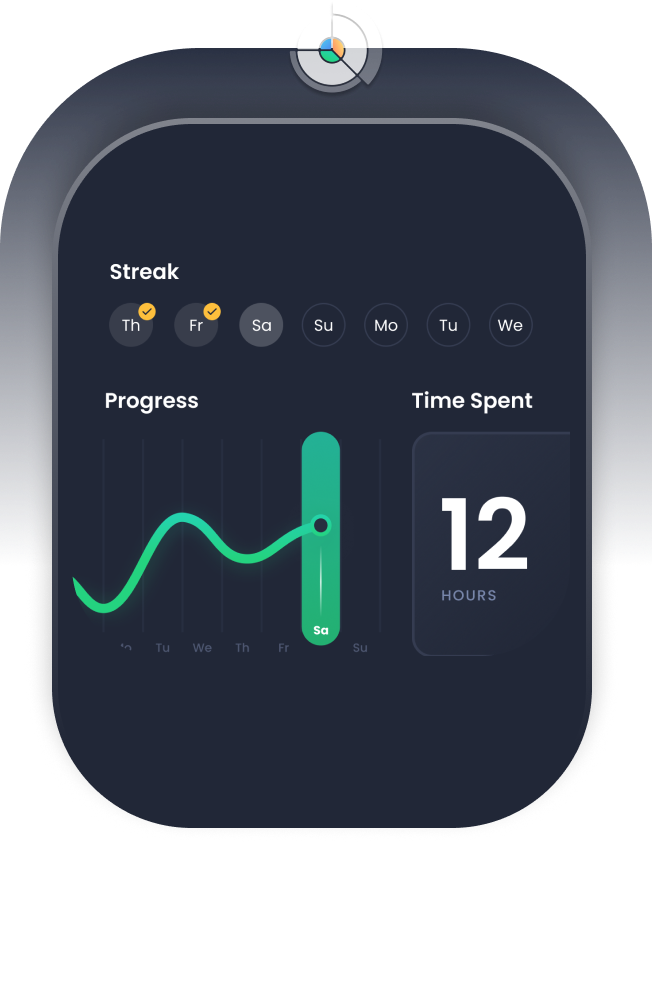 Streak
Th Fr Sa Su Mo Tu We
Progress
Time Spent
12
HOURS
Sa
Tu We Th Fr Su